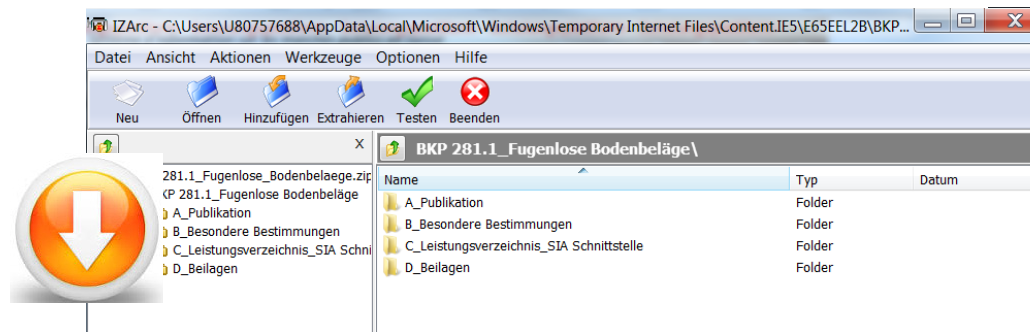 IZArc - C:\Users\U80757688\AppData\Local\Microsoft\Windows\Temporary Internet Files\Content.IE5\E65EEL2B\BKP...
Datei Ansicht Aktionen Werkzeuge Optionen Hilfe
Neu Öffnen Hinzufügen Extrahieren Testen Beenden
X
BKP 281.1_Fugenlose Bodenbeläge\
281.1_Fugenlose_Bodenbelaege.zip
KP 281.1_Fugenlose Bodenbeläge
A_Publikation
B_Besondere Bestimmungen
C_Leistungsverzeichnis_SIA Schni
D_Beilagen
Name Typ Datum
A_Publikation Folder
B_Besondere Bestimmungen Folder
C_Leistungsverzeichnis_SIA Schnittstelle Folder
D_Beilagen Folder